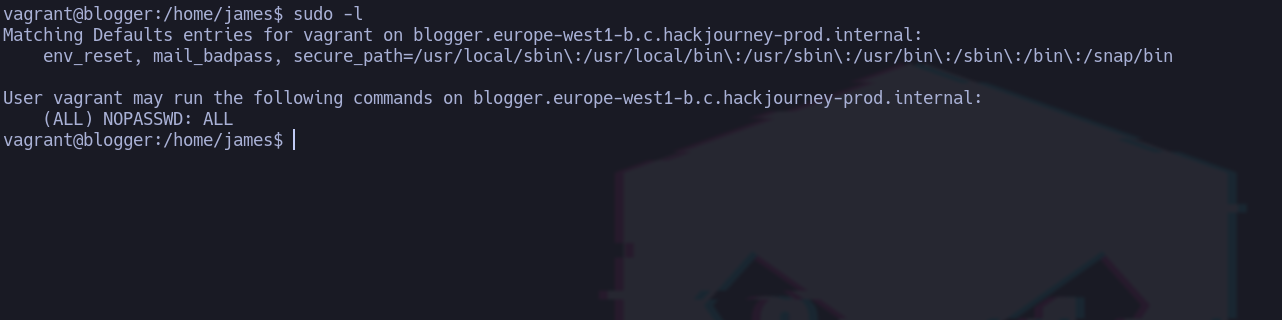 vagrant@blogger:/home/james$ sudo -l
Matching Defaults entries for vagrant on blogger.europe-west1-b.c.hackjourney-prod.internal:
    env_reset, mail_badpass, secure_path=/usr/local/sbin\:/usr/local/bin\:/usr/sbin\:/usr/bin\:/sbin\:/bin\:/snap/bin

User vagrant may run the following commands on blogger.europe-west1-b.c.hackjourney-prod.internal:
    (ALL) NOPASSWD: ALL
vagrant@blogger:/home/james$